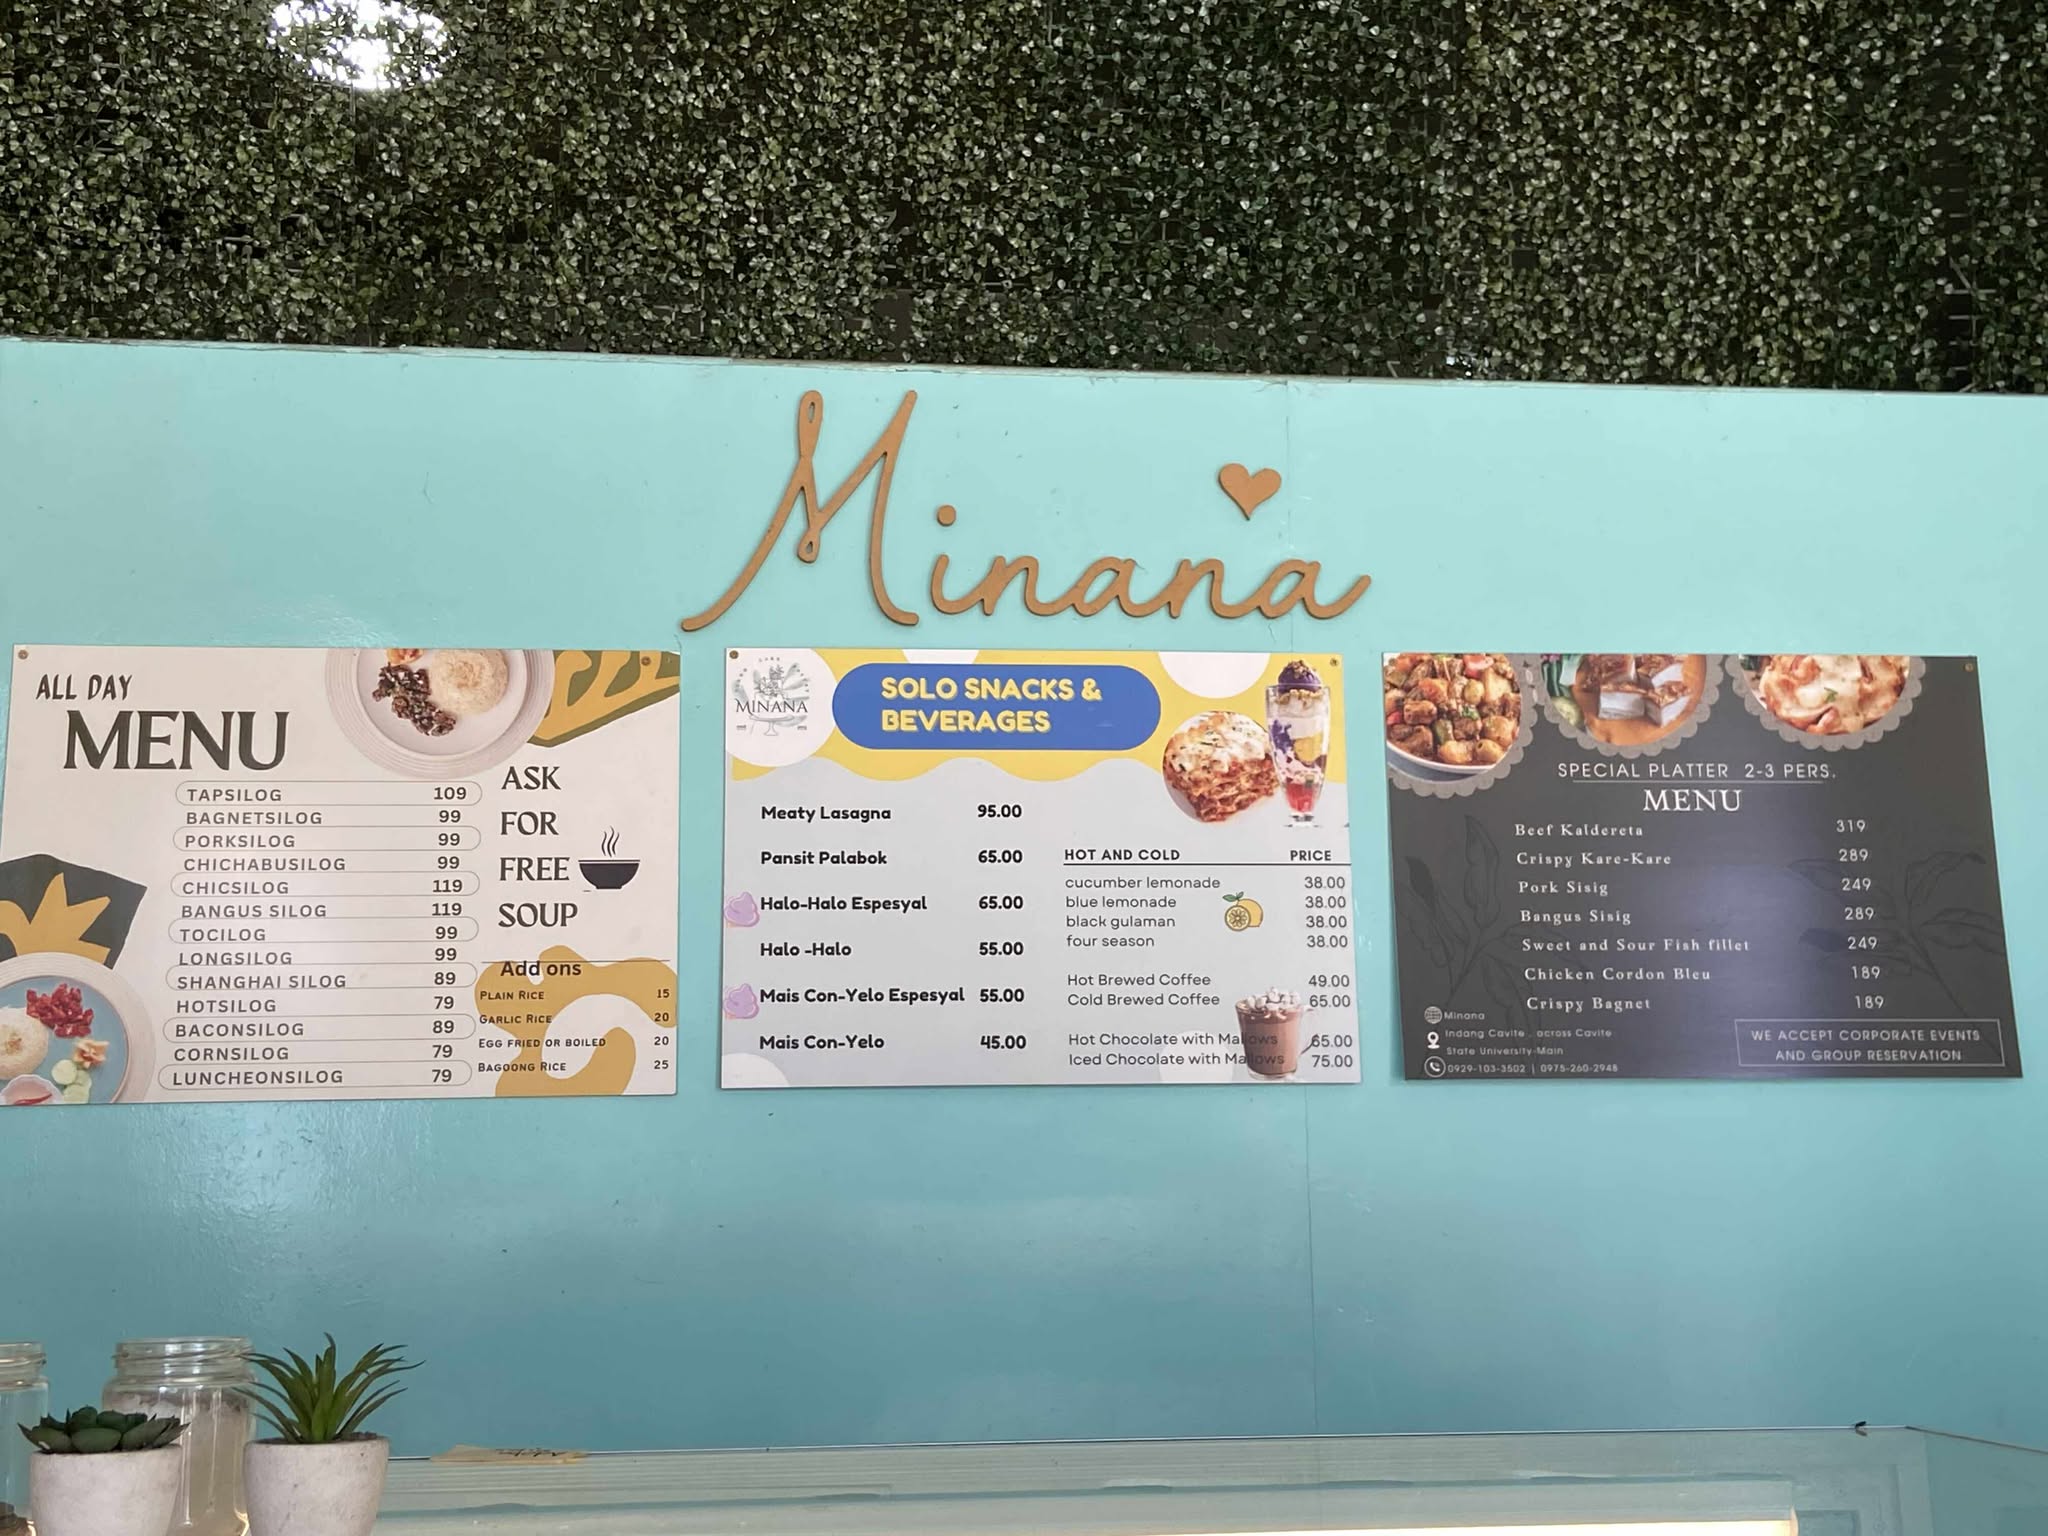 Minana
ALL DAY
MENU
TAPSILOG 109
BAGNETSILOG 99
PORKSILOG 99
CHICHABUSILOG 99
CHICSILOG 119
BANGUS SILOG 119
TOCILOG 99
LONGSILOG 99
SHANGHAI SILOG 89
HOTSILOG 79
BACONSILOG 89
CORNSILOG 79
LUNCHEONSILOG 79
ASK
FOR
FREE
SOUP
Add ons
PLAIN RICE 15
GARLIC RICE 20
EGG FRIED OR BOILED 20
BAGOONG RICE 25
MINANA
SOLO SNACKS &
BEVERAGES
Meaty Lasagna 95.00
Pansit Palabok 65.00
Halo-Halo Espesyal 65.00
Halo -Halo 55.00
Mais Con-Yelo Espesyal 55.00
Mais Con-Yelo 45.00
HOT AND COLD PRICE
cucumber lemonade 38.00
blue lemonade 38.00
black gulaman 38.00
four season 38.00
Hot Brewed Coffee 49.00
Cold Brewed Coffee 65.00
Hot Chocolate with Mallows 65.00
Iced Chocolate with Mallows 75.00
SPECIAL PLATTER 2-3 PERS.
MENU
Beef Kaldereta 319
Crispy Kare-Kare 289
Pork Sisig 249
Bangus Sisig 289
Sweet and Sour Fish fillet 249
Chicken Cordon Bleu 189
Crispy Bagnet 189
Minana
Indang Cavite , across Cavite
State University-Main
0929-103-3502 | 0975-260-2948
WE ACCEPT CORPORATE EVENTS
AND GROUP RESERVATION